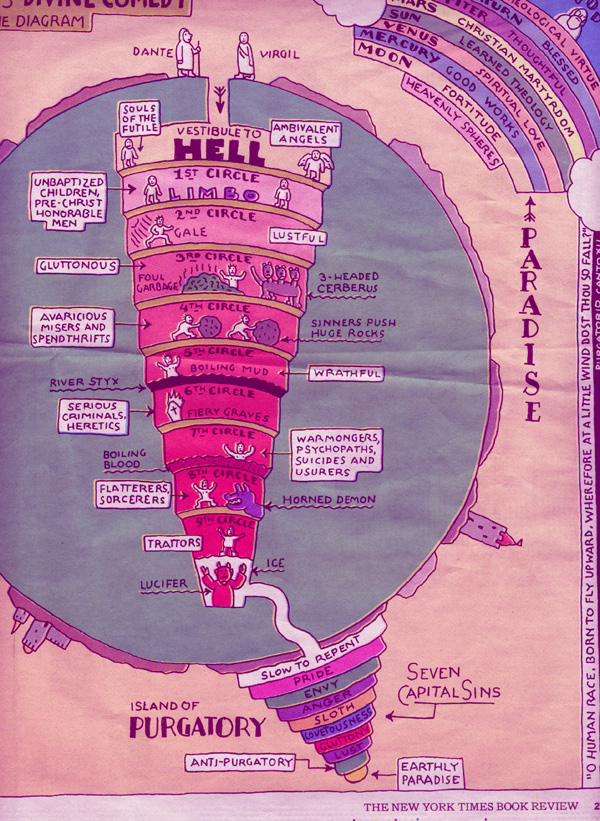 DIVINE COMEDY
DIAGRAM
DANTE
VIRGIL
SOULS
OF THE
FUTILE
VESTIBULE TO
HELL
AMBIVALENT
ANGELS
1ST CIRCLE
LIMBO
UNBAPTIZED
CHILDREN,
PRE-CHRIST
HONORABLE
MEN
2ND CIRCLE
GALE
LUSTFUL
3RD CIRCLE
GLUTTONOUS
FOUL
GARBAGE
3-HEADED
CERBERUS
4TH CIRCLE
AVARICIOUS
MISERS AND
SPENDTHRIFTS
SINNERS PUSH
HUGE ROCKS
5TH CIRCLE
BOILING MUD
WRATHFUL
RIVER STYX
6TH CIRCLE
FIERY GRAVES
SERIOUS
CRIMINALS,
HERETICS
7TH CIRCLE
WARMONGERS,
PSYCHOPATHS,
SUICIDES AND
USURERS
BOILING
BLOOD
8TH CIRCLE
FLATTERERS,
SORCERERS
HORNED DEMON
9TH CIRCLE
TRAITORS
ICE
LUCIFER
SLOW TO REPENT
PRIDE
ENVY
ANGER
SLOTH
COVETOUSNESS
GLUTTONY
LUST
SEVEN
CAPITAL SINS
ISLAND OF
PURGATORY
ANTI-PURGATORY
EARTHLY
PARADISE
MARS
SUN
VENUS
MERCURY
MOON
BLESSED
THOUGHTFUL
CHRISTIAN MARTYRDOM
LEARNED THEOLOGY
SPIRITUAL LOVE
GOOD WORKS
FORTITUDE
HEAVENLY SPHERES
PARADISE
"O HUMAN RACE, BORN TO FLY UPWARD, WHEREFORE AT A LITTLE WIND DOST THOU SO FALL?"
PURGATORIO, CANTO XII
THE NEW YORK TIMES BOOK REVIEW